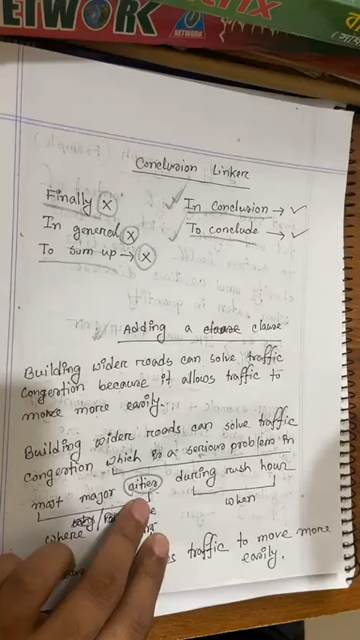 NETWORK
NETWORK
Conclusion Linker
Finally ⓧ
In conclusion → ✓
In general ⓧ
To conclude → ✓
To sum up → ⓧ
Adding a clause
Building wider roads can solve traffic
congestion because it allows traffic to
move more easily.
Building wider roads can solve traffic
congestion which is a serious problem in
most major cities during rush hour
where
when
traffic to move more
easily.